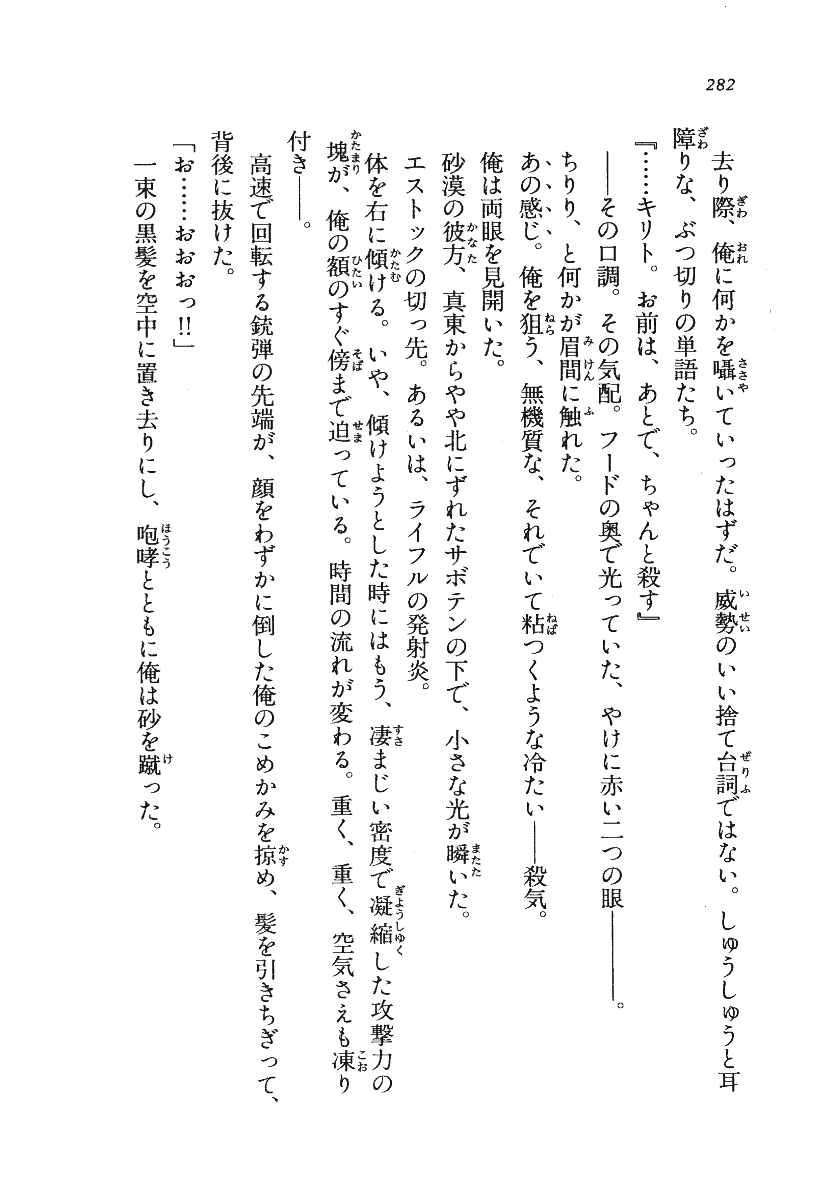 282
去り際、俺に何かを囁いていったはずだ。威勢のいい捨て台詞ではない。しゅうしゅうと耳
障りな、ぶつ切りの単語たち。
『……キリト。お前は、あとで、ちゃんと殺す』
――その口調。その気配。フードの奥で光っていた、やけに赤い二つの眼――――。
ちりり、と何かが眉間に触れた。
あの感じ。俺を狙う、無機質な、それでいて粘つくような冷たい――殺気。
俺は両眼を見開いた。
砂漠の彼方、真東からやや北にずれたサボテンの下で、小さな光が瞬いた。
エストックの切っ先。あるいは、ライフルの発射炎。
体を右に傾ける。いや、傾けようとした時にはもう、凄まじい密度で凝縮した攻撃力の
塊が、俺の額のすぐ傍まで迫っている。時間の流れが変わる。重く、重く、空気さえも凍り
付き――。
高速で回転する銃弾の先端が、顔をわずかに倒した俺のこめかみを掠め、髪を引きちぎって、
背後に抜けた。
「お……おおおっ!!」
一束の黒髪を空中に置き去りにし、咆哮とともに俺は砂を蹴った。